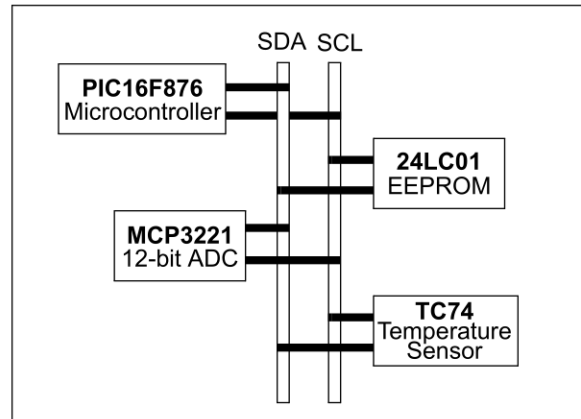 SDA SCL
PIC16F876
Microcontroller
24LC01
EEPROM
MCP3221
12-bit ADC
TC74
Temperature
Sensor